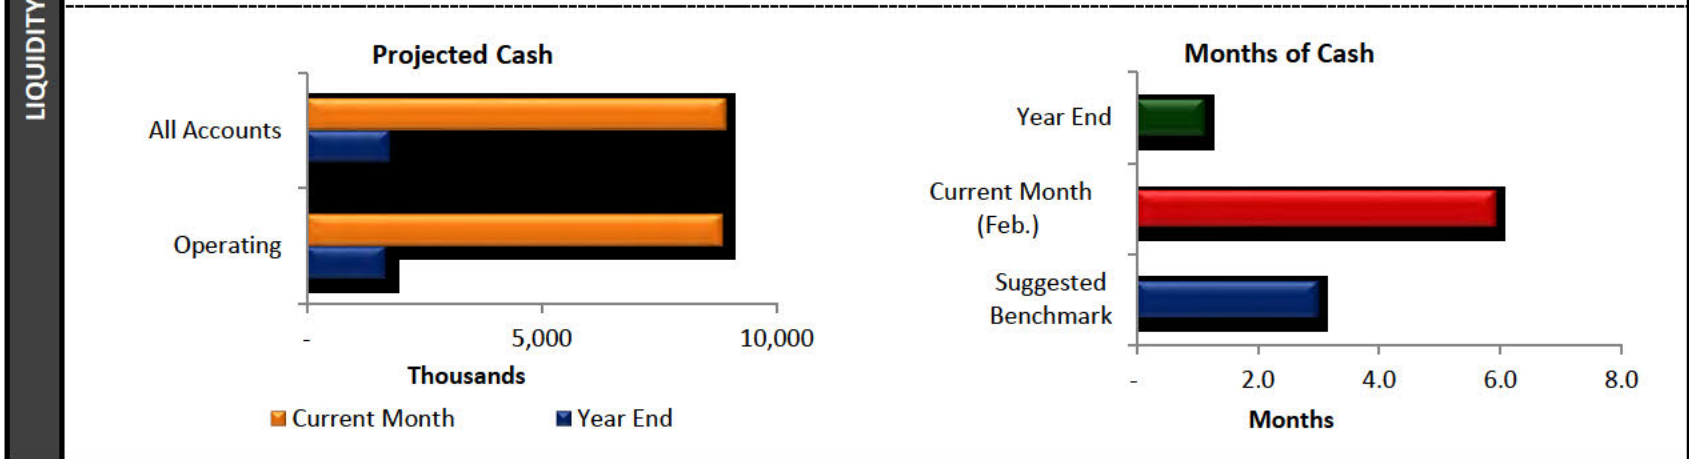 LIQUIDITY
Projected Cash
All Accounts
Operating
-
5,000
10,000
Thousands
Current Month
Year End
Months of Cash
Year End
Current Month
(Feb.)
Suggested
Benchmark
-
2.0
4.0
6.0
8.0
Months